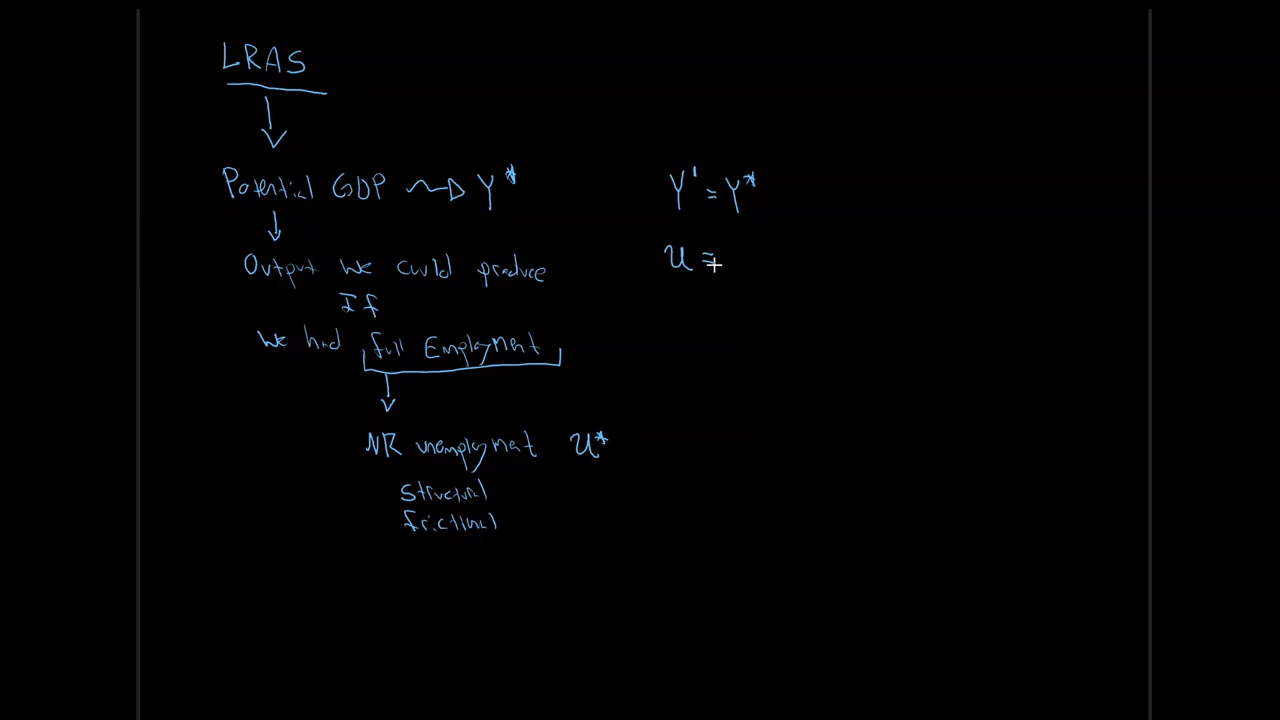 LRAS
Potential GDP → Y*
Output we could produce
If
we had full Employment
NR unemployment U*
Structural
frictional
Y' = Y*
U =